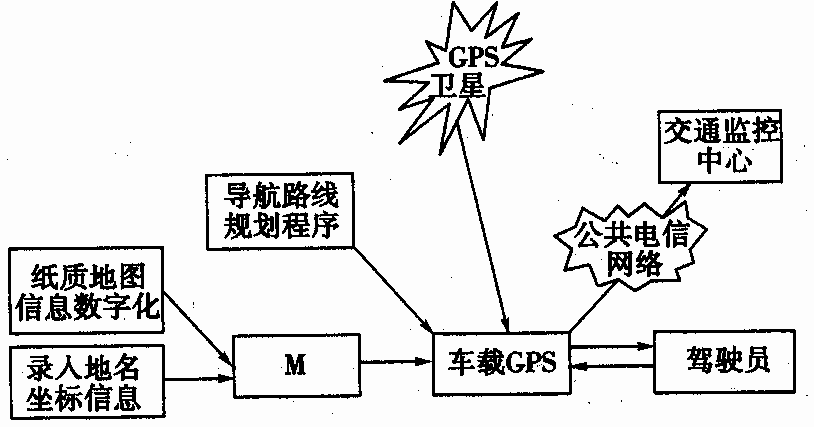 GPS
卫星
交通监控
中心
导航路线
规划程序
公共电信
网络
纸质地图
信息数字化
录入地名
坐标信息
M
车载GPS
驾驶员